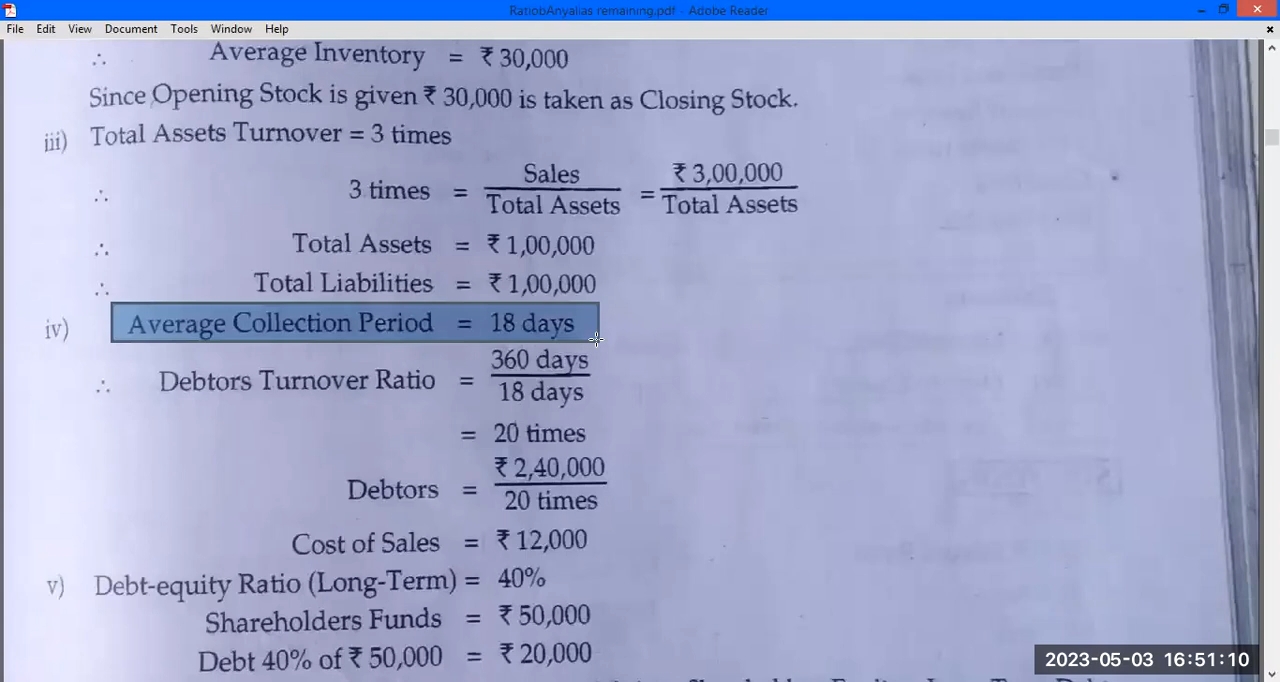 RatiobAnyalias remaining.pdf - Adobe Reader
File Edit View Document Tools Window Help
∴ Average Inventory = ₹ 30,000
Since Opening Stock is given ₹ 30,000 is taken as Closing Stock.
iii) Total Assets Turnover = 3 times
∴ 3 times = Sales / Total Assets = ₹ 3,00,000 / Total Assets
∴ Total Assets = ₹ 1,00,000
∴ Total Liabilities = ₹ 1,00,000
iv) Average Collection Period = 18 days
∴ Debtors Turnover Ratio = 360 days / 18 days
= 20 times
Debtors = ₹ 2,40,000 / 20 times
Cost of Sales = ₹ 12,000
v) Debt-equity Ratio (Long-Term) = 40%
Shareholders Funds = ₹ 50,000
Debt 40% of ₹ 50,000 = ₹ 20,000
2023-05-03 16:51:10